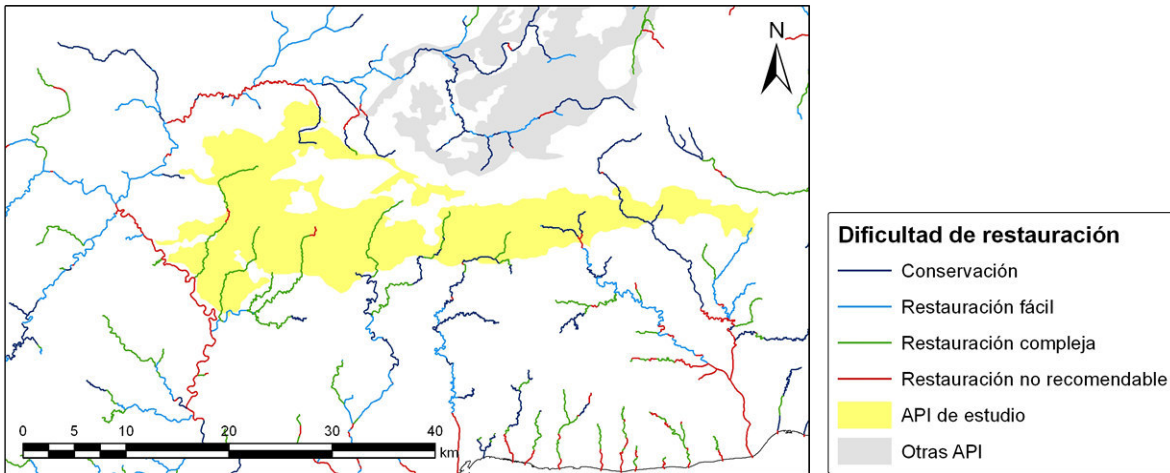 N
0 5 10 20 30 40
km
Dificultad de restauración
Conservación
Restauración fácil
Restauración compleja
Restauración no recomendable
API de estudio
Otras API